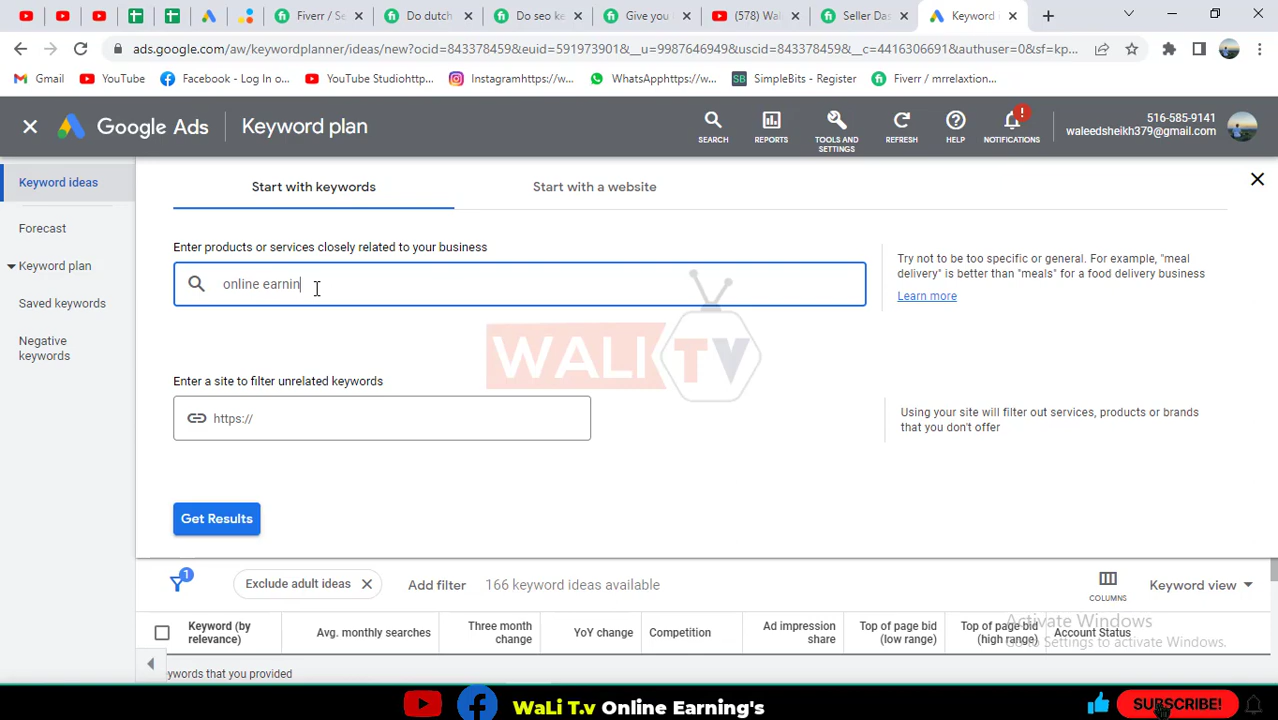 Fiverr / Se
Do dutch
Do seo ke
Give you
(578) Wal
Seller Das
Keyword
ads.google.com/aw/keywordplanner/ideas/new?ocid=843378459&euid=591973901&__u=9987646949&uscid=843378459&__c=4416306691&authuser=0&sf=kp...
Gmail
YouTube
Facebook - Log In o...
YouTube Studiohttp...
Instagramhttps://w...
WhatsApphttps://w...
SB
SimpleBits - Register
Fiverr / mrrelaxtion...
Google Ads
Keyword plan
SEARCH
REPORTS
TOOLS AND SETTINGS
REFRESH
HELP
NOTIFICATIONS
516-585-9141
waleedsheikh379@gmail.com
Keyword ideas
Forecast
Keyword plan
Saved keywords
Negative
keywords
Start with keywords
Start with a website
Enter products or services closely related to your business
online earnin
Try not to be too specific or general. For example, "meal
delivery" is better than "meals" for a food delivery business
Learn more
WALI TV
Enter a site to filter unrelated keywords
https://
Using your site will filter out services, products or brands
that you don't offer
Get Results
1
Exclude adult ideas
Add filter
166 keyword ideas available
COLUMNS
Keyword view
Keyword (by
relevance)
Avg. monthly searches
Three month
change
YoY change
Competition
Ad impression
share
Top of page bid
(low range)
Top of page bid
(high range)
Account Status
Activate Windows
Go to Settings to activate Windows.
ywords that you provided
WaLi T.v Online Earning's
SUBSCRIBE!